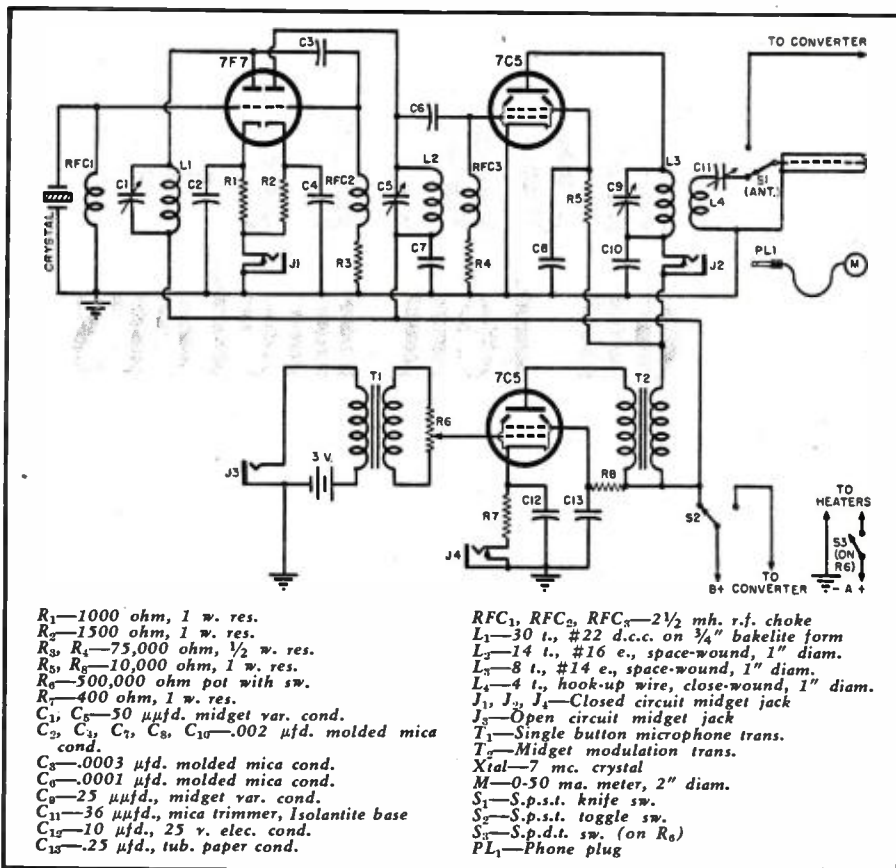 TO CONVERTER
7F7
C3
7C5
C6
RFC1
C1
L1
C2
R1
R2
C4
RFC2
C5
L2
RFC3
R5
C9
L3
C11
L4
S1
(ANT.)
CRYSTAL
J1
R3
C7
R4
C8
C10
J2
PL1
M
T1
R6
7C5
T2
J3
3 V.
R7
C12
C13
R8
S2
J4
TO
HEATERS
S3
(ON
R6)
- A +
B+
TO
CONVERTER
R₁—1000 ohm, 1 w. res.
R₂—1500 ohm, 1 w. res.
R₃, R₄—75,000 ohm, ½ w. res.
R₅, R₈—10,000 ohm, 1 w. res.
R₆—500,000 ohm pot with sw.
R₇—400 ohm, 1 w. res.
C₁, C₅—50 μμfd. midget var. cond.
C₂, C₄, C₇, C₈, C₁₀—.002 μfd. molded mica
cond.
C₃—.0003 μfd. molded mica cond.
C₆—.0001 μfd. molded mica cond.
C₉—25 μμfd., midget var. cond.
C₁₁—36 μμfd., mica trimmer, Isolantite base
C₁₂—10 μfd., 25 v. elec. cond.
C₁₃—.25 μfd., tub. paper cond.
RFC₁, RFC₂, RFC₃—2½ mh. r.f. choke
L₁—30 t., #22 d.c.c. on ¾" bakelite form
L₂—14 t., #16 e., space-wound, 1" diam.
L₃—8 t., #14 e., space-wound, 1" diam.
L₄—4 t., hook-up wire, close-wound, 1" diam.
J₁, J₂, J₄—Closed circuit midget jack
J₃—Open circuit midget jack
T₁—Single button microphone trans.
T₂—Midget modulation trans.
Xtal—7 mc. crystal
M—0-50 ma. meter, 2" diam.
S₁—S.p.s.t. knife sw.
S₂—S.p.s.t. toggle sw.
S₃—S.p.d.t. sw. (on R₆)
PL₁—Phone plug